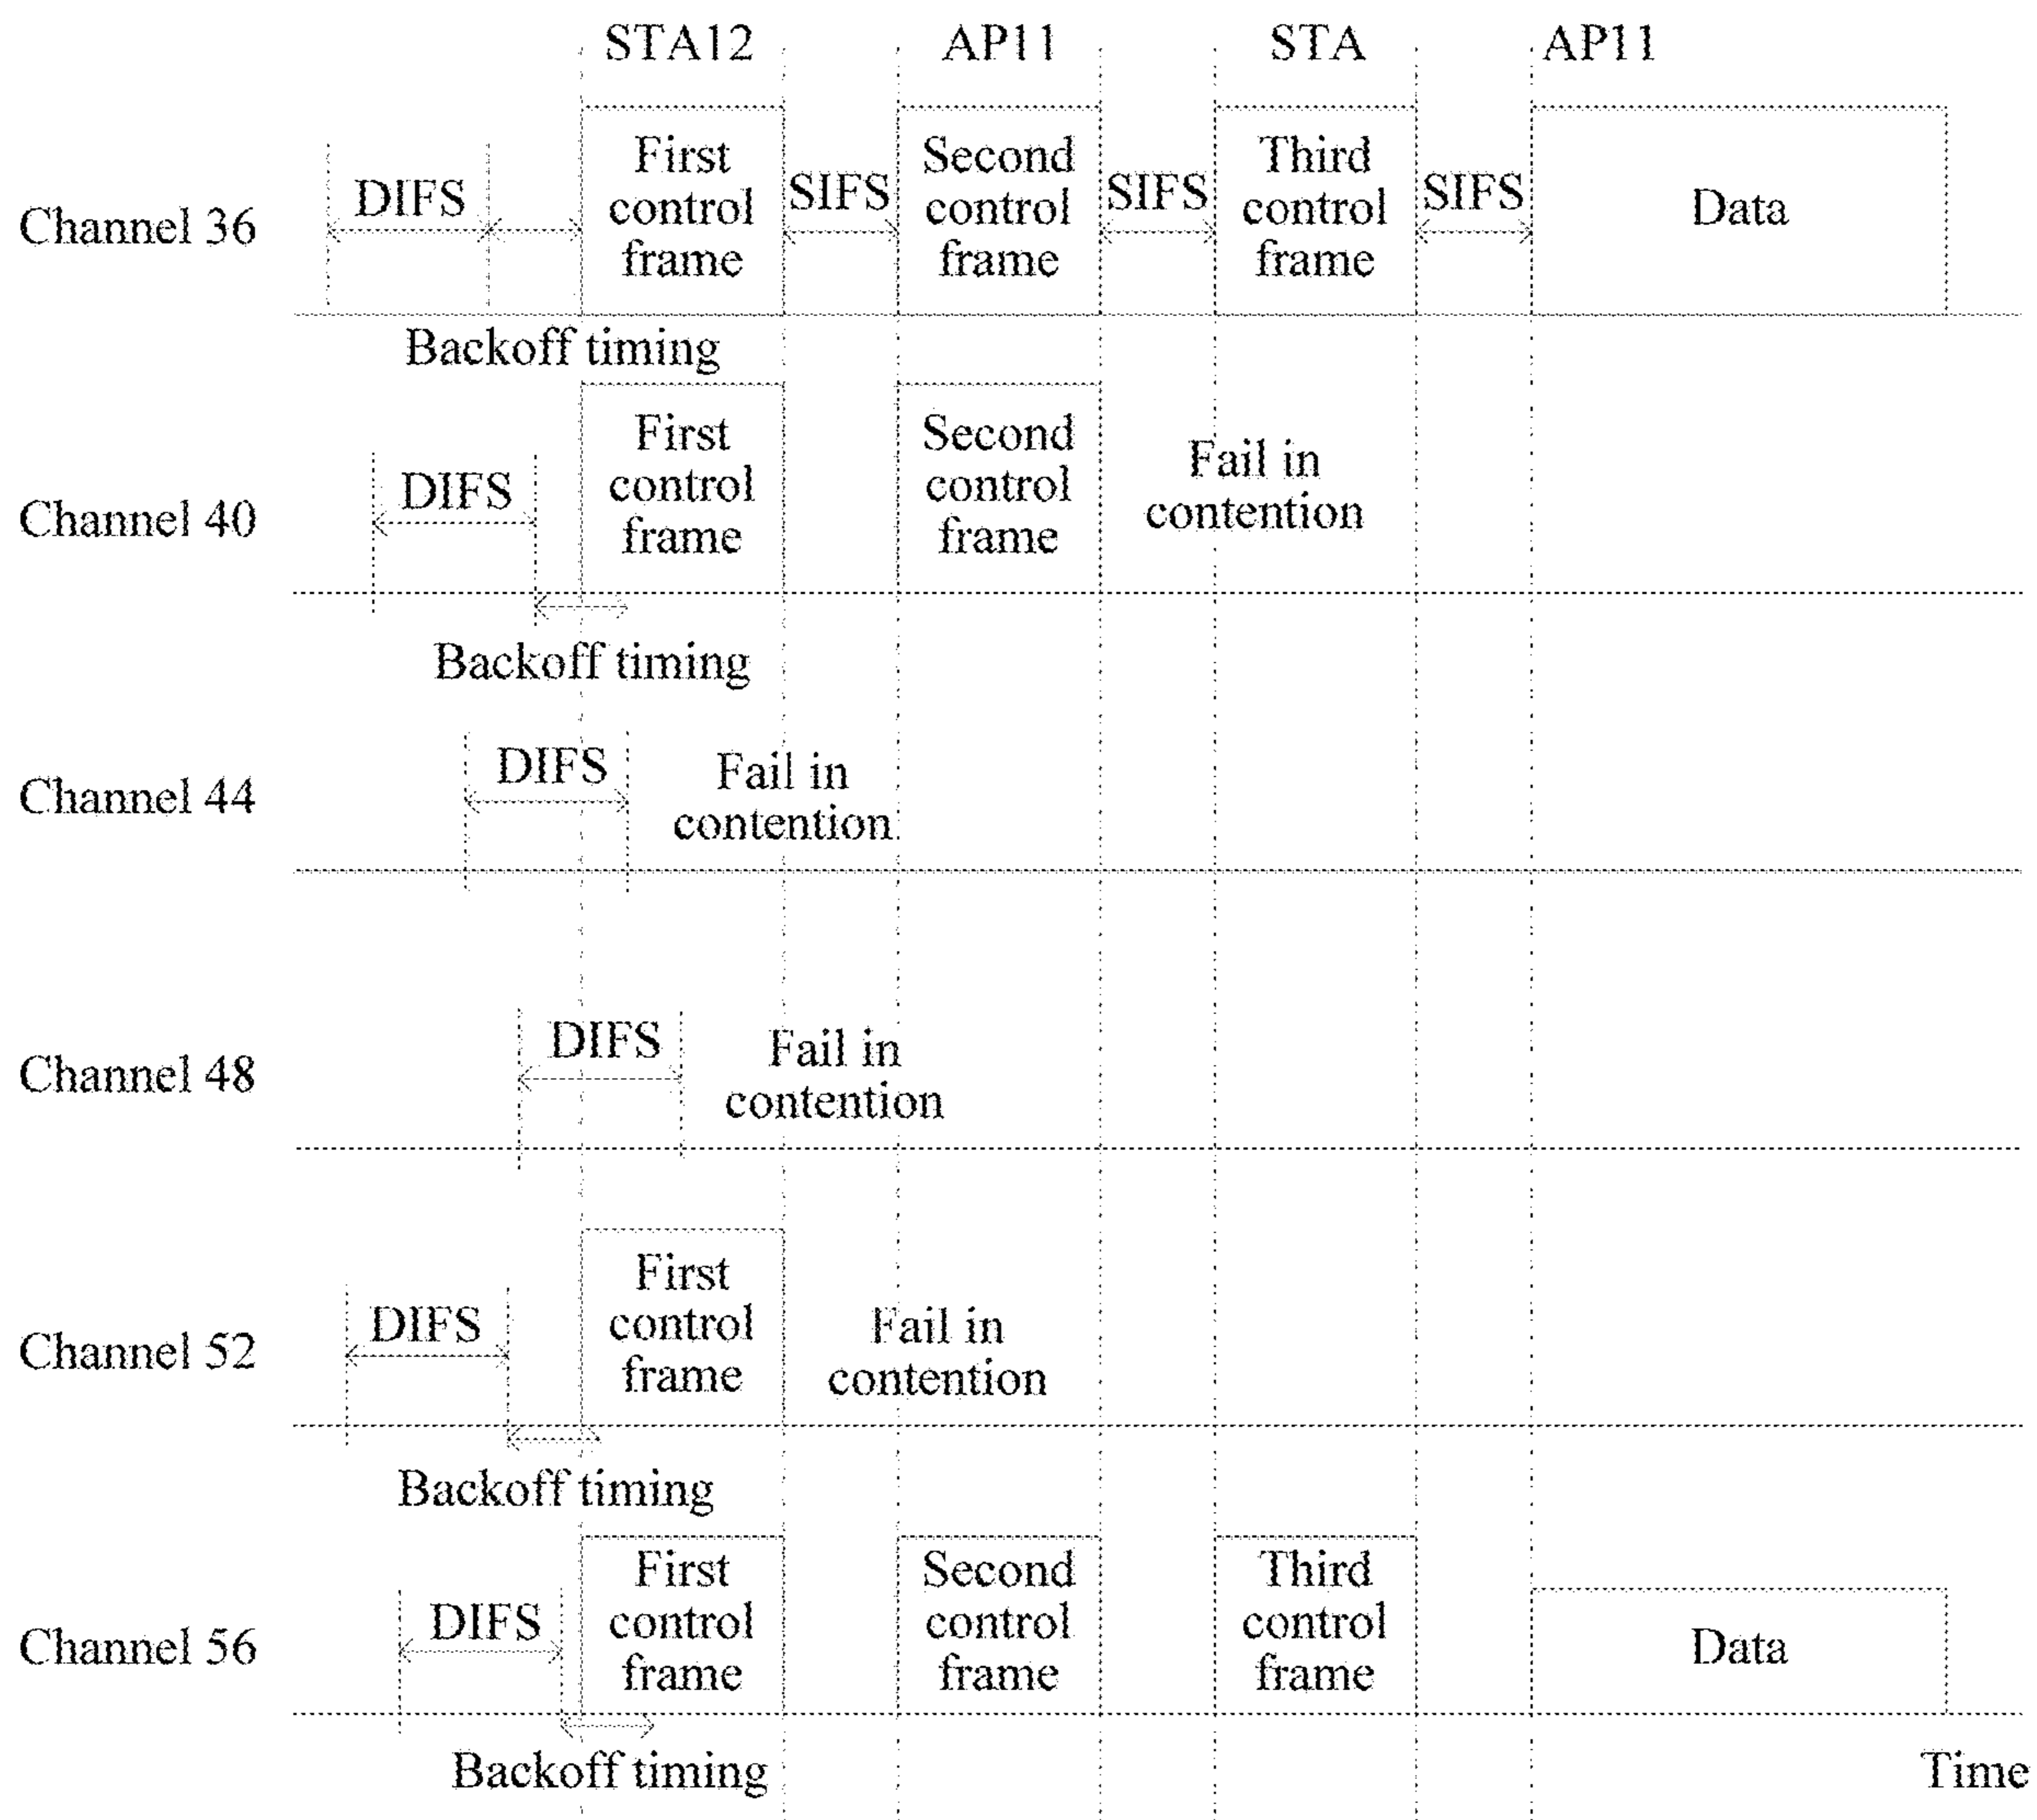 STA12 AP11 STA AP11
Channel 36
DIFS
Backoff timing
First
control
frame
SIFS
Second
control
frame
SIFS
Third
control
frame
SIFS
Data
Channel 40
DIFS
Backoff timing
First
control
frame
Second
control
frame
Fail in
contention
Channel 44
DIFS
Fail in
contention
Channel 48
DIFS
Fail in
contention
Channel 52
DIFS
Backoff timing
First
control
frame
Fail in
contention
Channel 56
DIFS
Backoff timing
First
control
frame
Second
control
frame
Third
control
frame
Data
Time